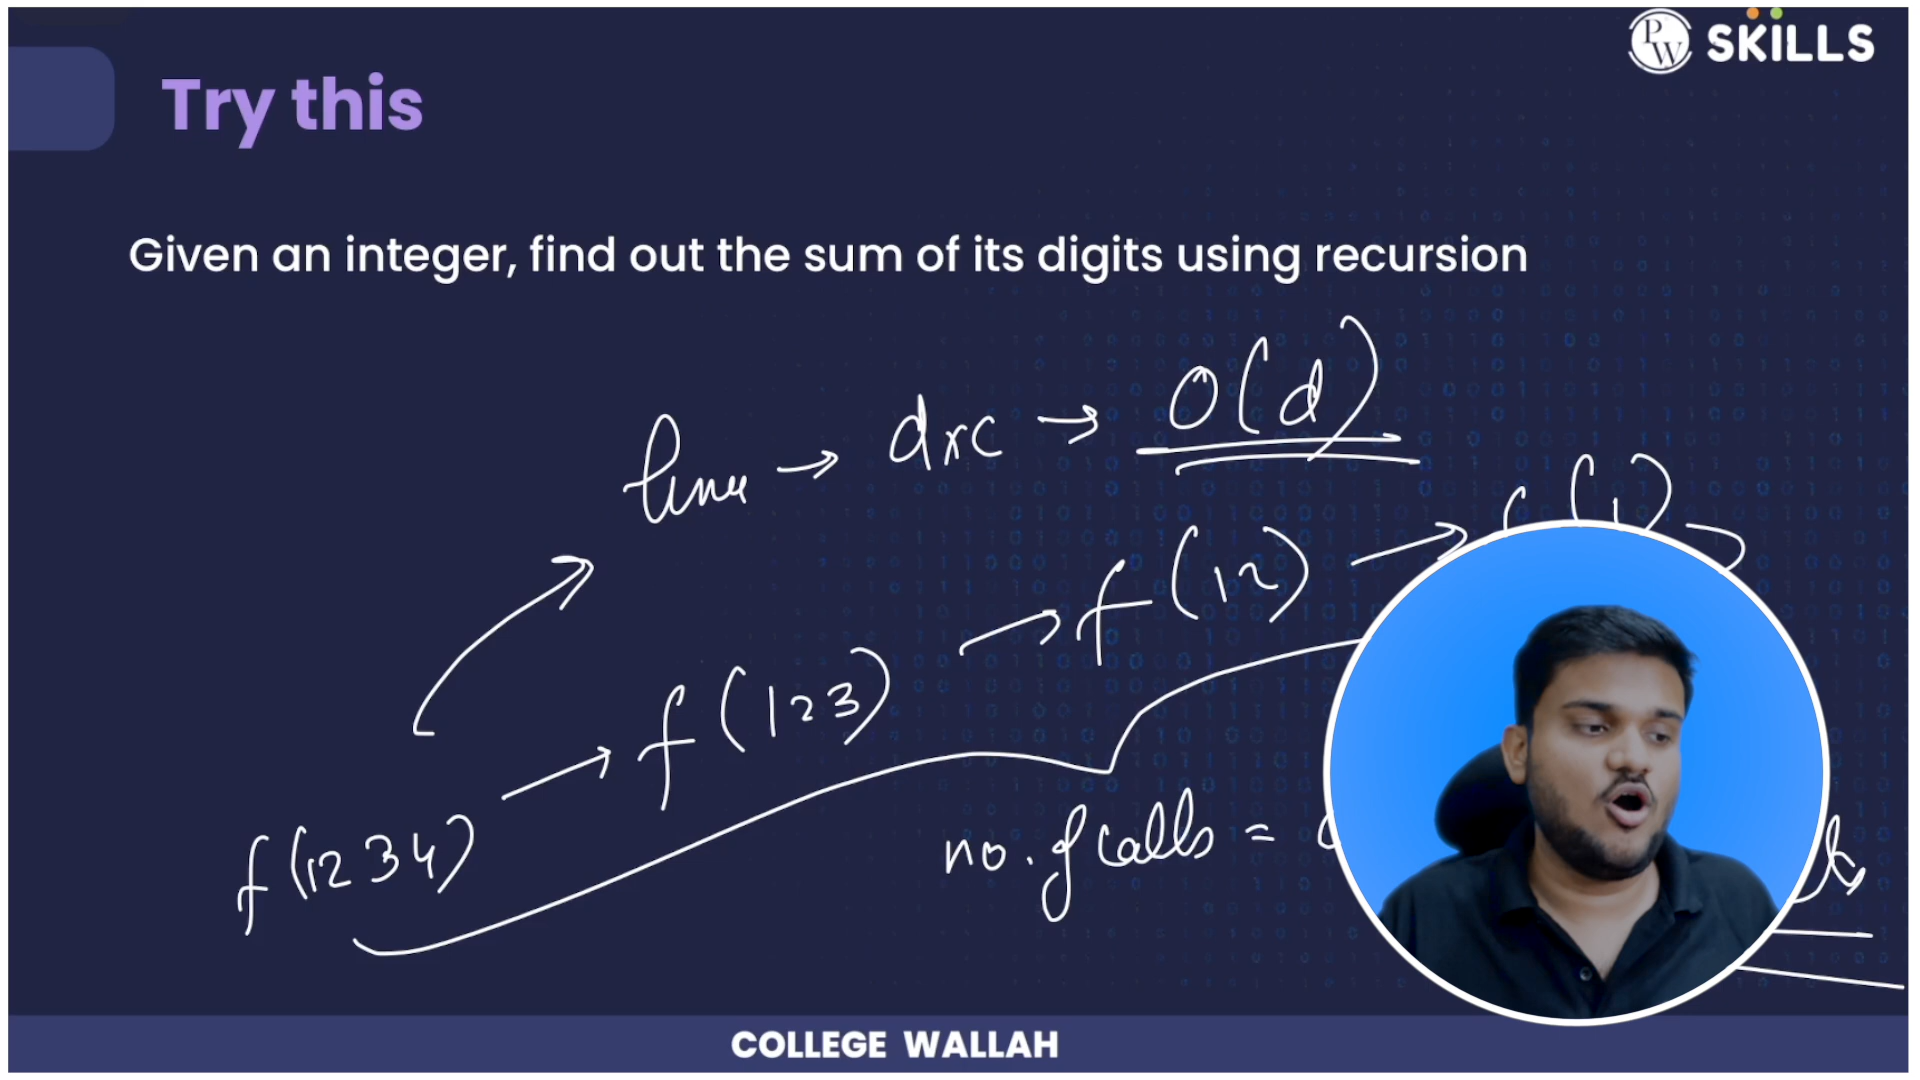 PW SKILLS
Try this
Given an integer, find out the sum of its digits using recursion
time → d×c → O(d)
f(1234) → f(123) → f(12) →
no. of calls =
COLLEGE WALLAH